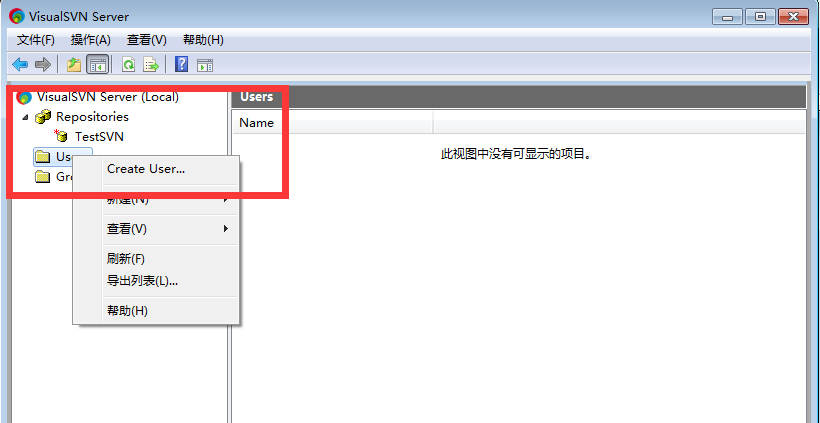 VisualSVN Server
文件(F) 操作(A) 查看(V) 帮助(H)
VisualSVN Server (Local)
Repositories
TestSVN
Users
Name
此视图中没有可显示的项目。
Create User...
新建(N)
查看(V)
刷新(F)
导出列表(L)...
帮助(H)